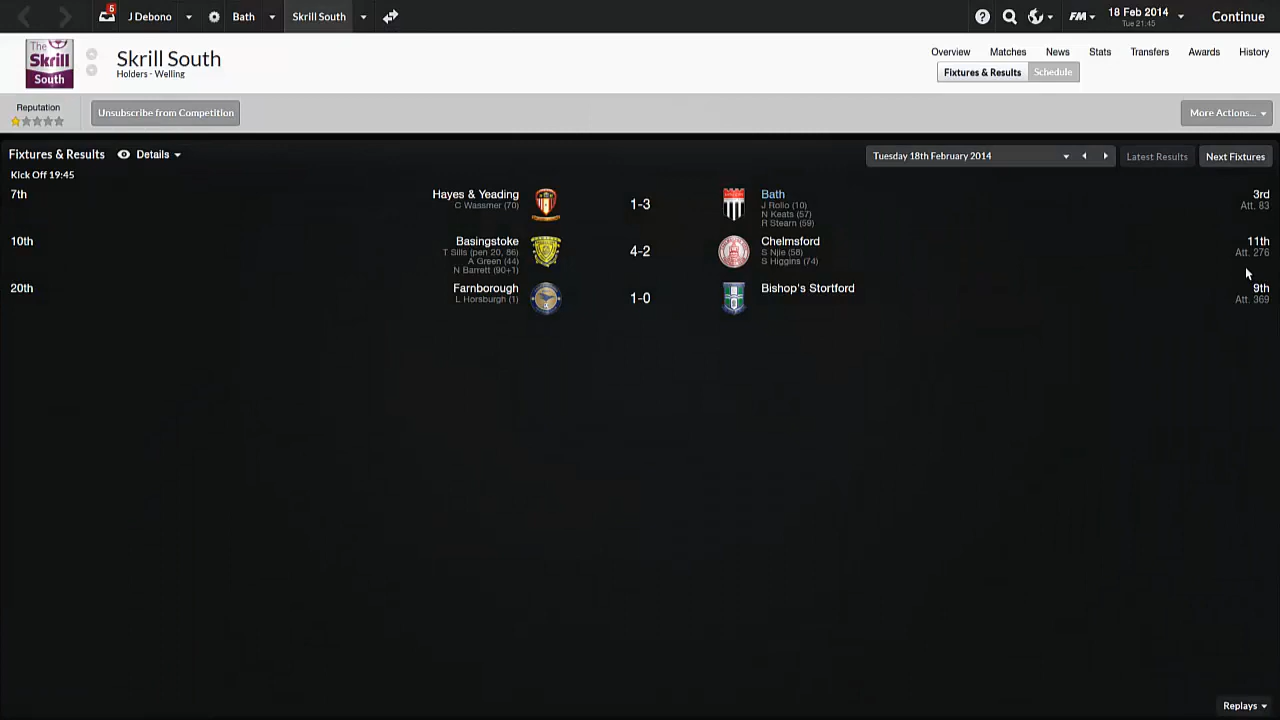 5
J Debono
Bath
Skrill South
FM
18 Feb 2014
Tue 21:45
Continue
The
Skrill
South
Skrill South
Holders - Welling
Overview
Matches
News
Stats
Transfers
Awards
History
Fixtures & Results
Schedule
Reputation
Unsubscribe from Competition
More Actions...
Fixtures & Results
Details
Tuesday 18th February 2014
Latest Results
Next Fixtures
Kick Off 19:45
7th
Hayes & Yeading
C Wassmer (70)
1-3
Bath
J Rollo (10)
N Keats (57)
R Stearn (59)
3rd
Att. 83
10th
Basingstoke
T Sills (pen 20, 86)
A Green (44)
N Barrett (90+1)
4-2
Chelmsford
S Njie (58)
S Higgins (74)
11th
Att. 276
20th
Farnborough
L Horsburgh (1)
1-0
Bishop's Stortford
9th
Att. 369
Replays